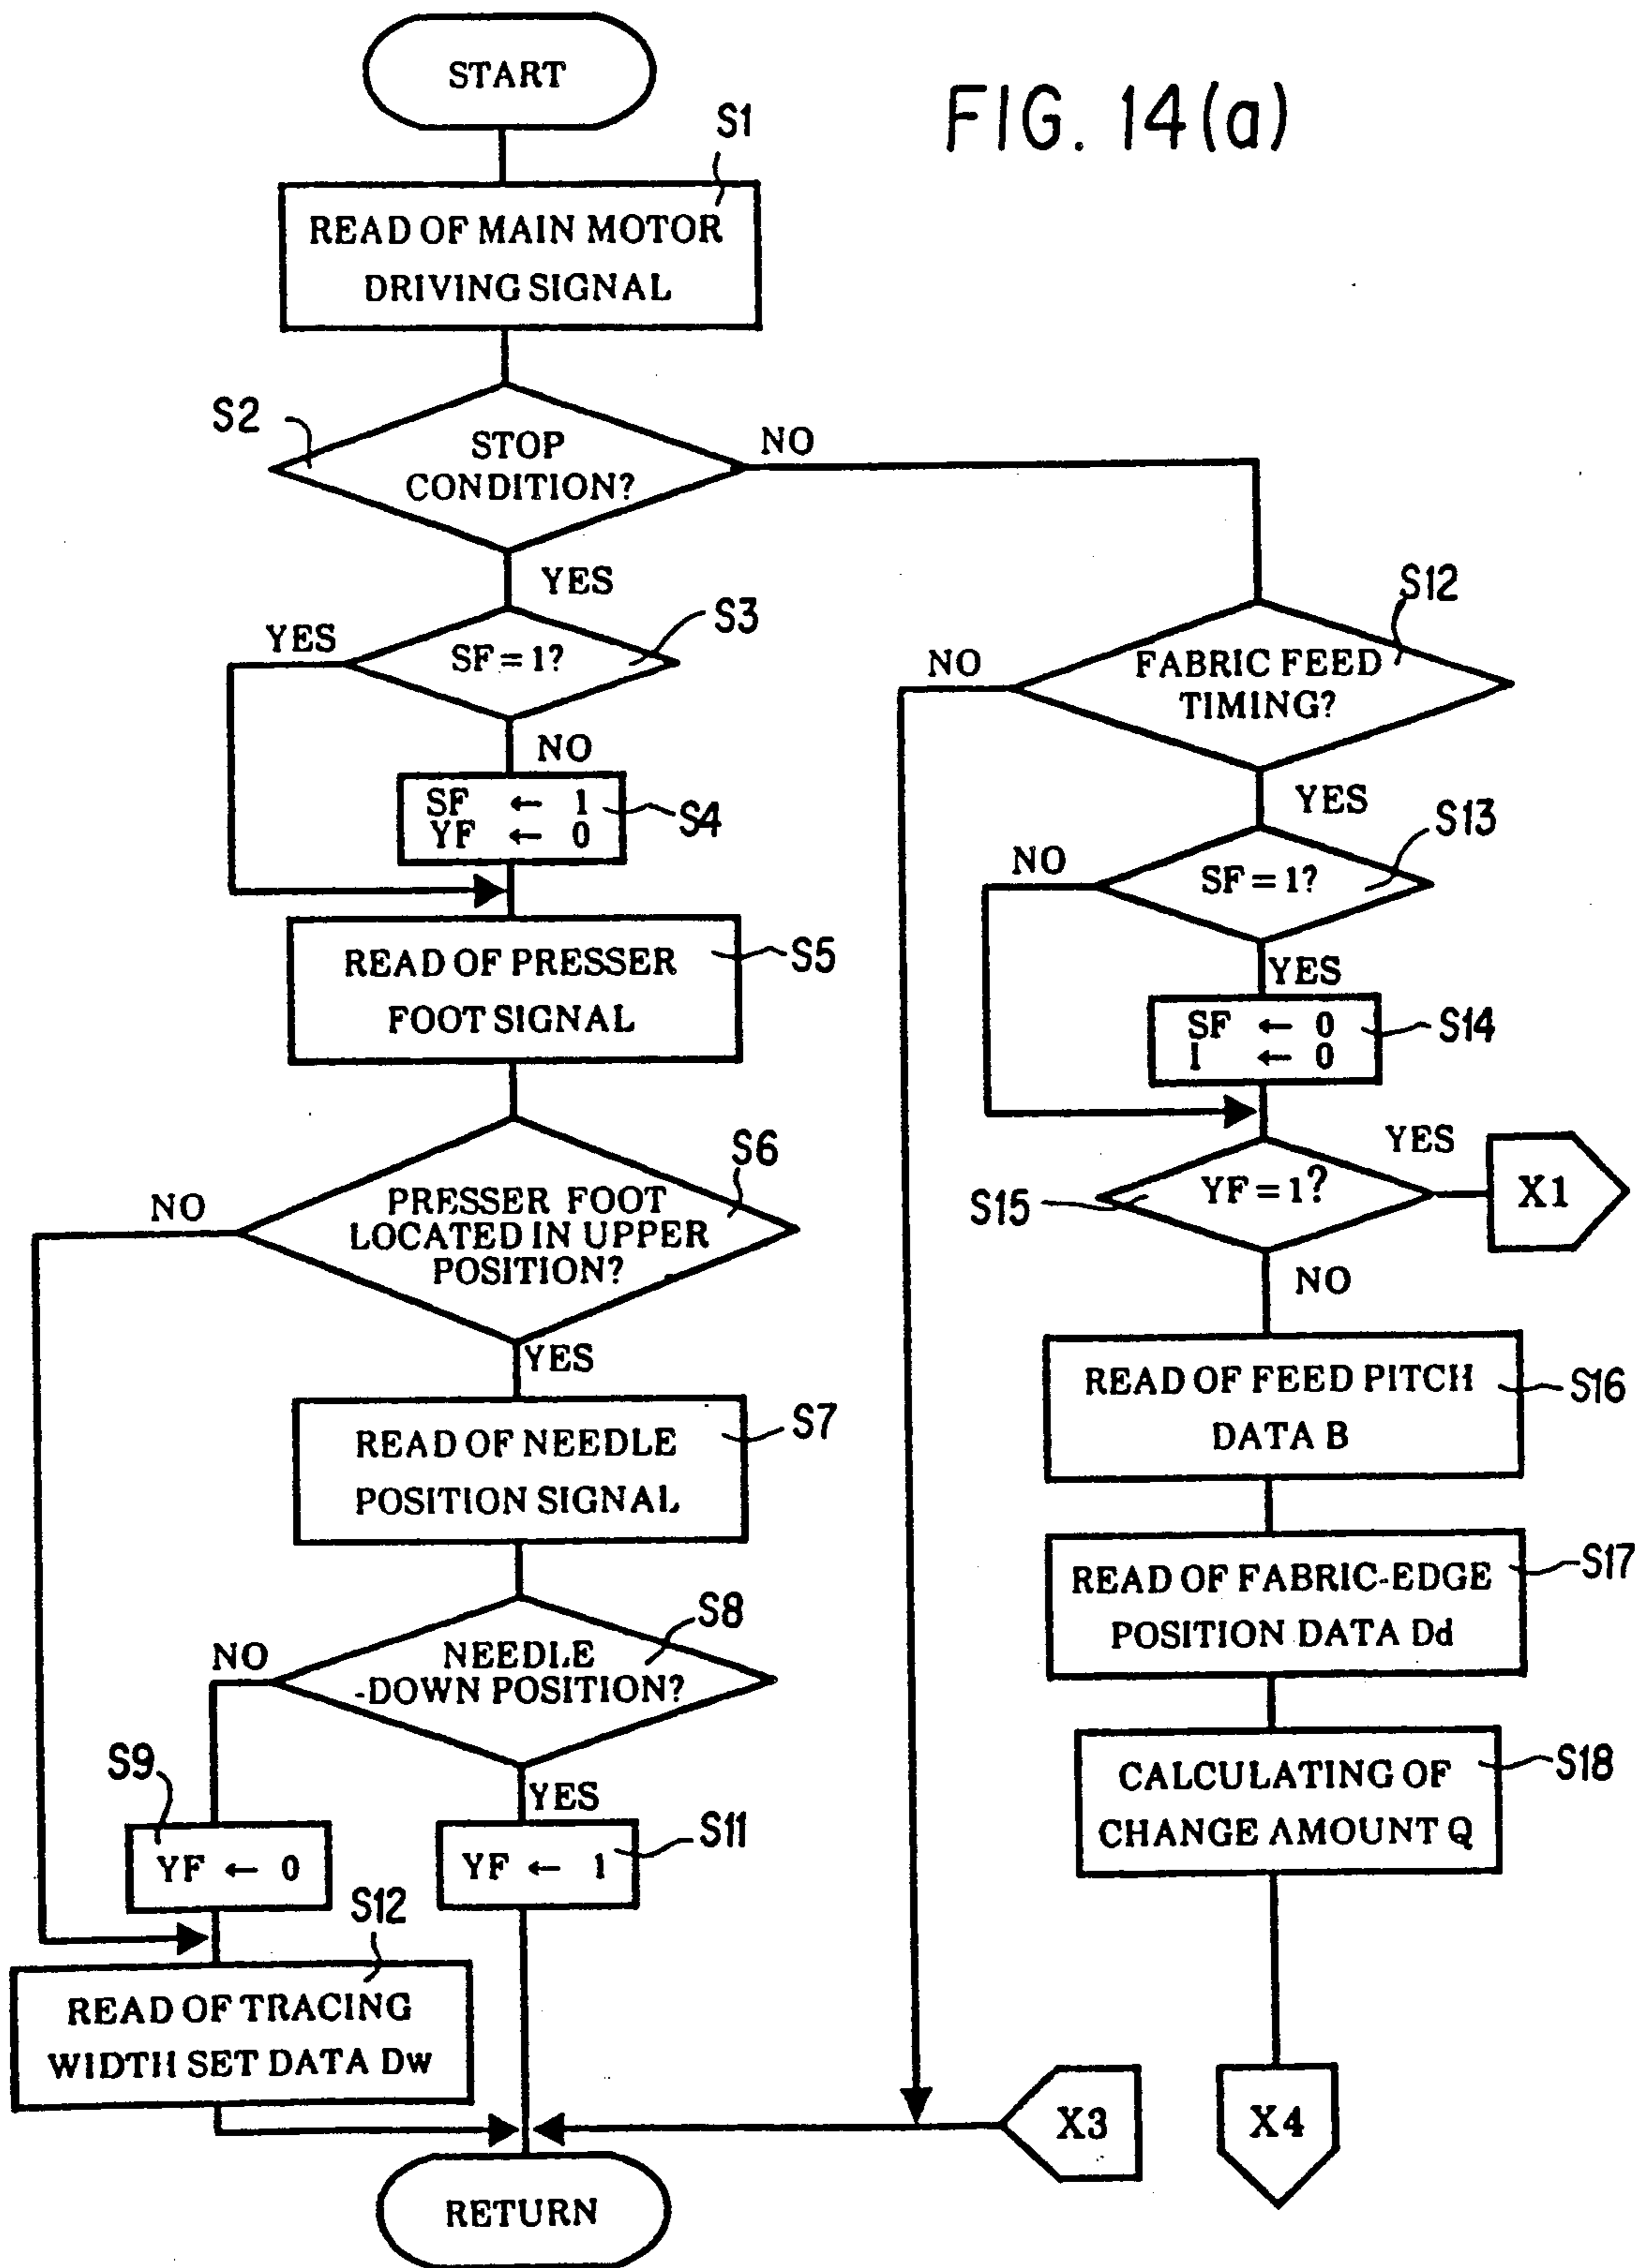 FIG. 14(a)
START
S1
READ OF MAIN MOTOR
DRIVING SIGNAL
S2
STOP
CONDITION?
NO
YES
S3
SF = 1?
YES
NO
SF ← 1
YF ← 0
S4
READ OF PRESSER
FOOT SIGNAL
S5
S6
PRESSER FOOT
LOCATED IN UPPER
POSITION?
NO
YES
READ OF NEEDLE
POSITION SIGNAL
S7
S8
NEEDLE
-DOWN POSITION?
NO
YES
S9
YF ← 0
YF ← 1
S11
S12
READ OF TRACING
WIDTH SET DATA Dw
RETURN
S12
FABRIC FEED
TIMING?
NO
YES
S13
SF = 1?
NO
YES
SF ← 0
I ← 0
S14
S15
YF = 1?
YES
X1
NO
READ OF FEED PITCH
DATA B
S16
READ OF FABRIC-EDGE
POSITION DATA Dd
S17
CALCULATING OF
CHANGE AMOUNT Q
S18
X3
X4